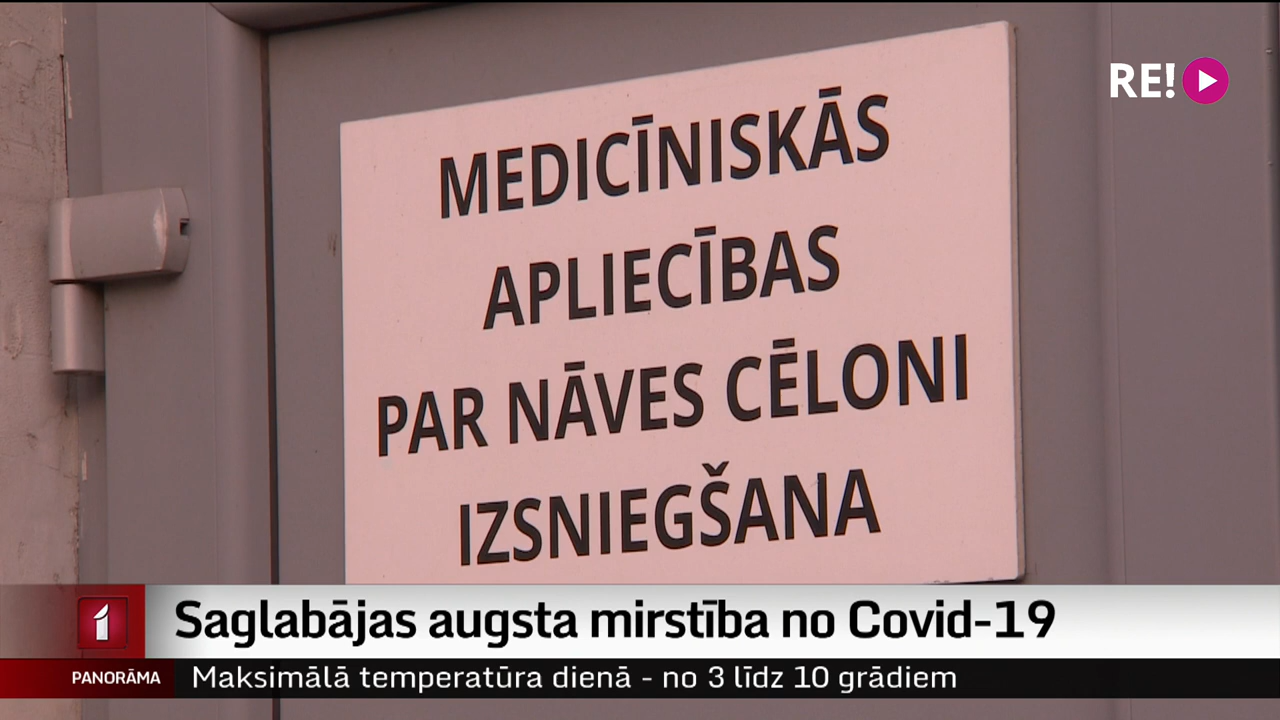 RE!
MEDICĪNISKĀS
APLIECĪBAS
PAR NĀVES CĒLONI
IZSNIEGŠANA
1
Saglabājas augsta mirstība no Covid-19
PANORĀMA
Maksimālā temperatūra dienā - no 3 līdz 10 grādiem